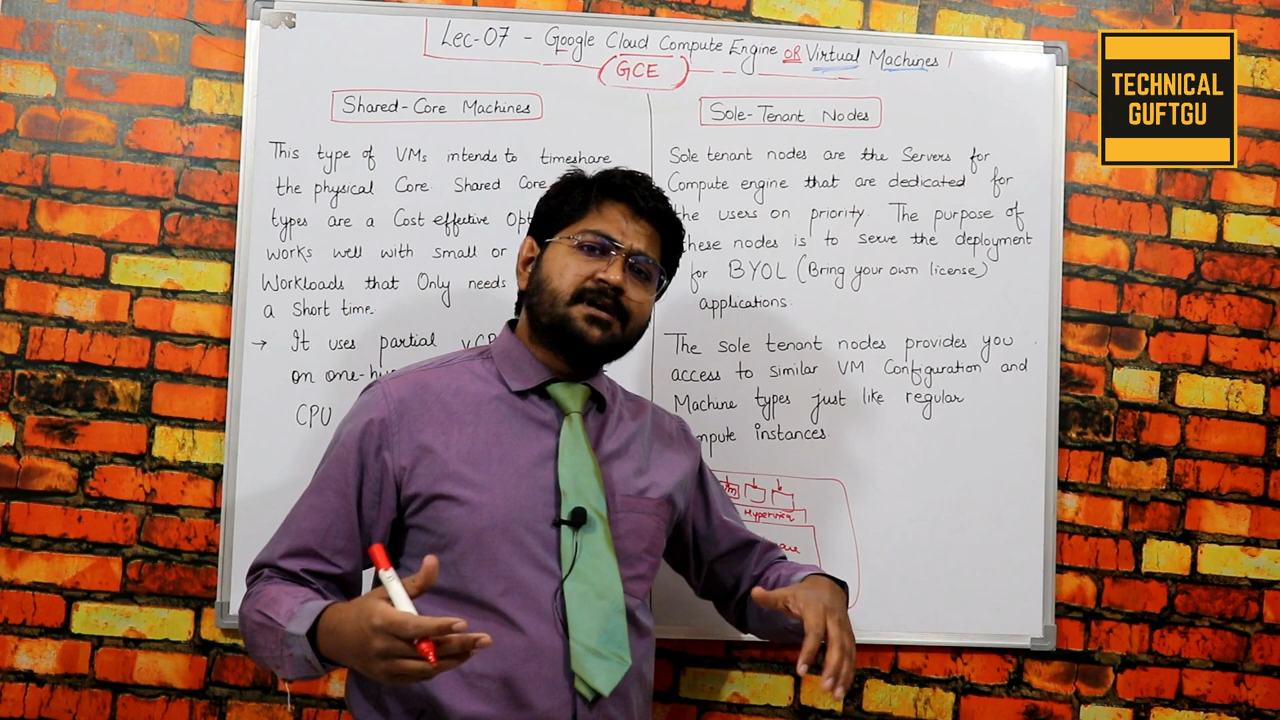 Lec-07 - Google Cloud Compute Engine OR Virtual Machines
GCE
Shared-Core Machines
This type of VMs intends to timeshare
the physical Core. Shared Core
types are a Cost effective
works well with small or
Workloads that Only needs
a Short time.
→ It uses partial
on one-
CPU
Sole-Tenant Nodes
Sole tenant nodes are the Servers for
Compute engine that are dedicated for
the users on priority. The purpose of
these nodes is to serve the deployment
for BYOL (Bring your own license)
applications.
The sole tenant nodes provides you
access to similar VM Configuration and
Machine types just like regular
instances.
TECHNICAL
GUFTGU